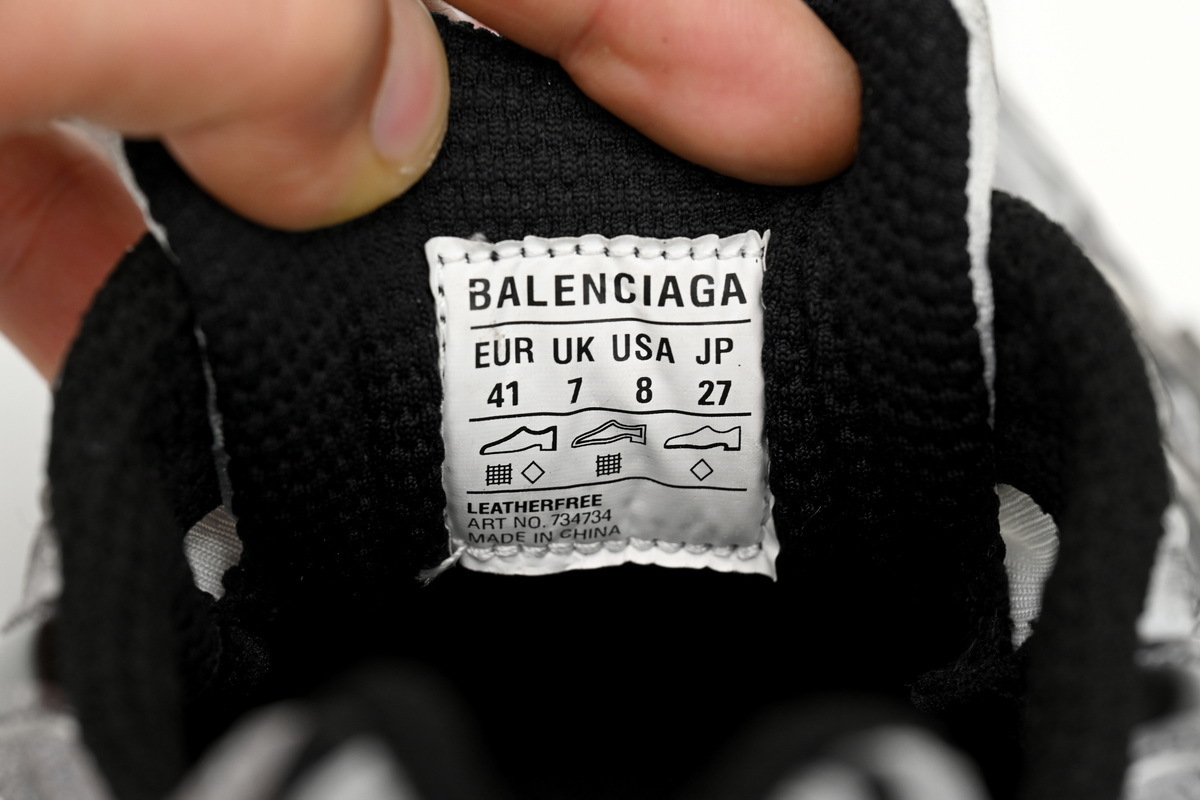 BALENCIAGA
EUR UK USA JP
41 7 8 27
LEATHERFREE
ART NO. 734734
MADE IN CHINA